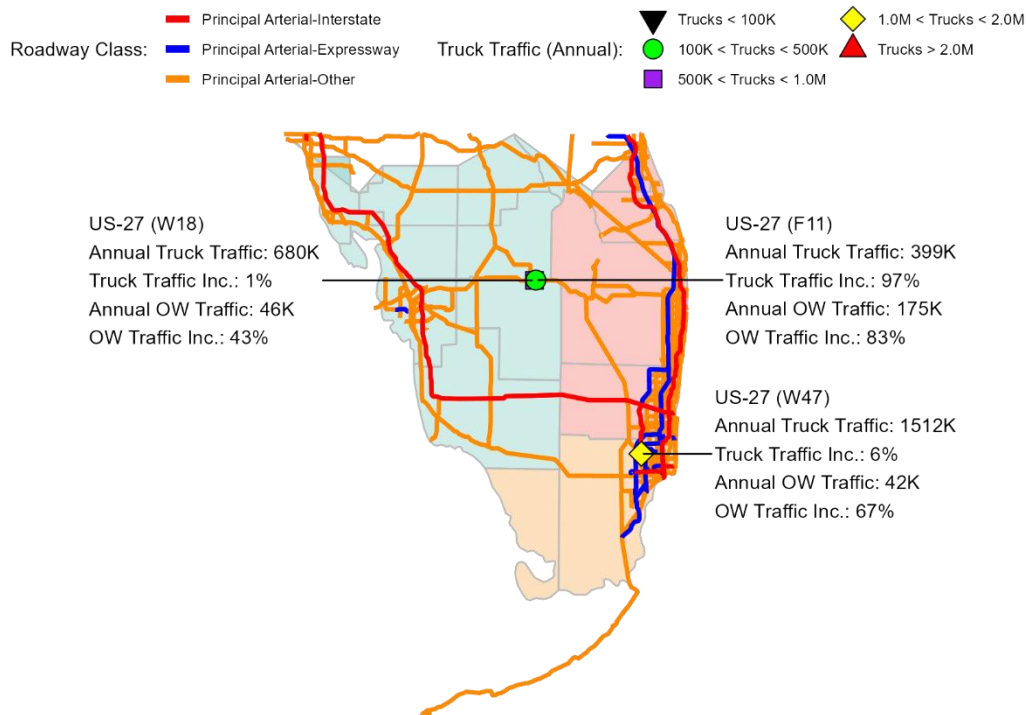 Roadway Class:
Principal Arterial-Interstate
Principal Arterial-Expressway
Principal Arterial-Other
Truck Traffic (Annual):
Trucks < 100K
100K < Trucks < 500K
500K < Trucks < 1.0M
1.0M < Trucks < 2.0M
Trucks > 2.0M
US-27 (W18)
Annual Truck Traffic: 680K
Truck Traffic Inc.: 1%
Annual OW Traffic: 46K
OW Traffic Inc.: 43%
US-27 (F11)
Annual Truck Traffic: 399K
Truck Traffic Inc.: 97%
Annual OW Traffic: 175K
OW Traffic Inc.: 83%
US-27 (W47)
Annual Truck Traffic: 1512K
Truck Traffic Inc.: 6%
Annual OW Traffic: 42K
OW Traffic Inc.: 67%